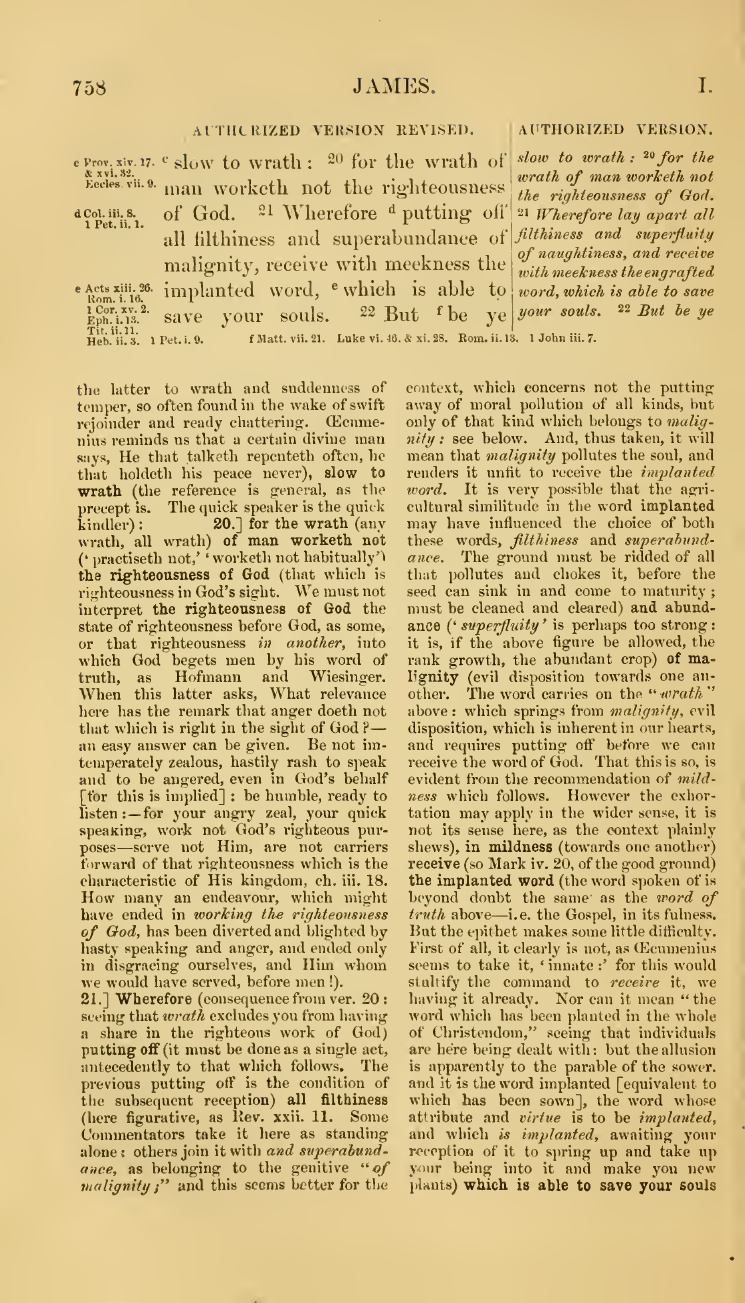 758
JAMES.
I.
AUTHORIZED VERSION REVISED.
c Prov. xiv. 17.
& xvi. 32.
Eccles. vii. 9.
d Col. iii. 8.
1 Pet. ii. 1.
e Acts xiii. 26.
Rom. i. 16.
1 Cor. xv. 2.
Eph. i. 13.
Tit. ii. 11.
Heb. ii. 3. 1 Pet. i. 9.
c slow to wrath : 20 for the wrath of
man worketh not the righteousness
of God. 21 Wherefore d putting off
all filthiness and superabundance of
malignity, receive with meekness the
implanted word, e which is able to
save your souls. 22 But f be ye
f Matt. vii. 21. Luke vi. 46. & xi. 28. Rom. ii. 13. 1 John iii. 7.
AUTHORIZED VERSION.
slow to wrath : 20 for the
wrath of man worketh not
the righteousness of God.
21 Wherefore lay apart all
filthiness and superfluity
of naughtiness, and receive
with meekness the engrafted
word, which is able to save
your souls. 22 But be ye
the latter to wrath and suddenness of
temper, so often found in the wake of swift
rejoinder and ready chattering. Œcume-
nius reminds us that a certain divine man
says, He that talketh repenteth often, he
that holdeth his peace never), slow to
wrath (the reference is general, as the
precept is. The quick speaker is the quick
kindler) : 20.] for the wrath (any
wrath, all wrath) of man worketh not
(‘ practiseth not,’ ‘ worketh not habitually’)
the righteousness of God (that which is
righteousness in God’s sight. We must not
interpret the righteousness of God the
state of righteousness before God, as some,
or that righteousness in another, into
which God begets men by his word of
truth, as Hofmann and Wiesinger.
When this latter asks, What relevance
here has the remark that anger doeth not
that which is right in the sight of God ?—
an easy answer can be given. Be not in-
temperately zealous, hastily rash to speak
and to be angered, even in God’s behalf
[for this is implied] : be humble, ready to
listen :—for your angry zeal, your quick
speaking, work not God’s righteous pur-
poses—serve not Him, are not carriers
forward of that righteousness which is the
characteristic of His kingdom, ch. iii. 18.
How many an endeavour, which might
have ended in working the righteousness
of God, has been diverted and blighted by
hasty speaking and anger, and ended only
in disgracing ourselves, and Him whom
we would have served, before men !).
21.] Wherefore (consequence from ver. 20 :
seeing that wrath excludes you from having
a share in the righteous work of God)
putting off (it must be done as a single act,
antecedently to that which follows. The
previous putting off is the condition of
the subsequent reception) all filthiness
(here figurative, as Rev. xxii. 11. Some
Commentators take it here as standing
alone : others join it with and superabund-
ance, as belonging to the genitive “of
malignity ;” and this seems better for the
context, which concerns not the putting
away of moral pollution of all kinds, but
only of that kind which belongs to malig-
nity : see below. And, thus taken, it will
mean that malignity pollutes the soul, and
renders it unfit to receive the implanted
word. It is very possible that the agri-
cultural similitude in the word implanted
may have influenced the choice of both
these words, filthiness and superabund-
ance. The ground must be ridded of all
that pollutes and chokes it, before the
seed can sink in and come to maturity ;
must be cleaned and cleared) and abund-
ance (‘ superfluity ’ is perhaps too strong :
it is, if the above figure be allowed, the
rank growth, the abundant crop) of ma-
lignity (evil disposition towards one an-
other. The word carries on the “wrath”
above : which springs from malignity, evil
disposition, which is inherent in our hearts,
and requires putting off before we can
receive the word of God. That this is so, is
evident from the recommendation of mild-
ness which follows. However the exhor-
tation may apply in the wider sense, it is
not its sense here, as the context plainly
shews), in mildness (towards one another)
receive (so Mark iv. 20, of the good ground)
the implanted word (the word spoken of is
beyond doubt the same as the word of
truth above—i.e. the Gospel, in its fulness.
But the epithet makes some little difficulty.
First of all, it clearly is not, as Œcumenius
seems to take it, ‘ innate :’ for this would
stultify the command to receive it, we
having it already. Nor can it mean “ the
word which has been planted in the whole
of Christendom,” seeing that individuals
are here being dealt with : but the allusion
is apparently to the parable of the sower.
and it is the word implanted [equivalent to
which has been sown], the word whose
attribute and virtue is to be implanted,
and which is implanted, awaiting your
reception of it to spring up and take up
your being into it and make you new
plants) which is able to save your souls